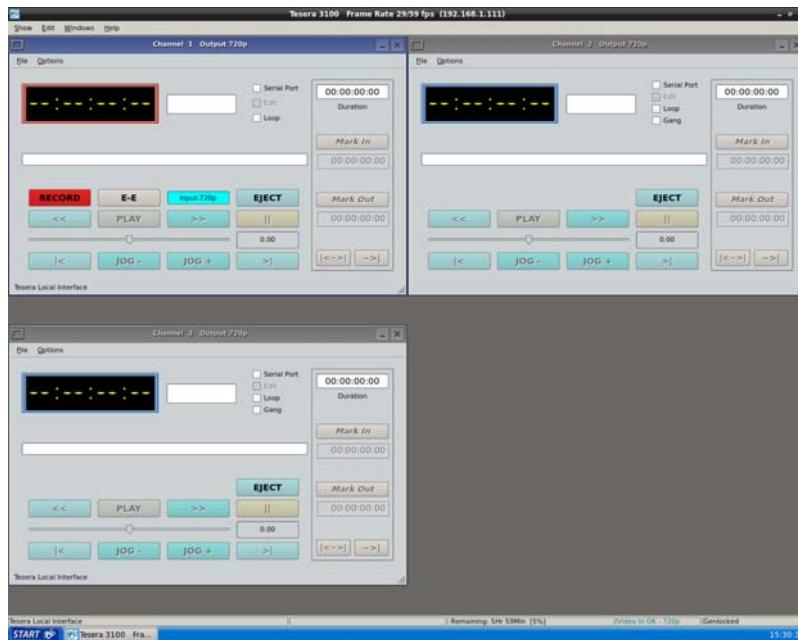 Tesera 3100 Frame Rate 29/59 fps (192.168.1.111)
Show Edit Windows Help
Channel 1 Output 720p
File Options
--:--:--:--
Serial Port
Edit
Loop
00:00:00:00
Duration
Mark In
00:00:00:00
RECORD E-E Input-720p EJECT
Mark Out
<< PLAY >> ||
00:00:00:00
0.00
|< JOG - JOG + >|
|<->| ->|
Tesera Local Interface
Channel 2 Output 720p
File Options
--:--:--:--
Serial Port
Edit
Loop
Gang
00:00:00:00
Duration
Mark In
00:00:00:00
EJECT
Mark Out
<< PLAY >> ||
00:00:00:00
0.00
|< JOG - JOG + >|
|<->| ->|
Channel 3 Output 720p
File Options
--:--:--:--
Serial Port
Edit
Loop
Gang
00:00:00:00
Duration
Mark In
00:00:00:00
EJECT
Mark Out
<< PLAY >> ||
00:00:00:00
0.00
|< JOG - JOG + >|
|<->| ->|
Tesera Local Interface
Tesera Local Interface || || Remaining: 5Hr 59Min [5%] ||Video In OK - 720p ||Genlocked
START Tesera 3100 Fra... 15:30